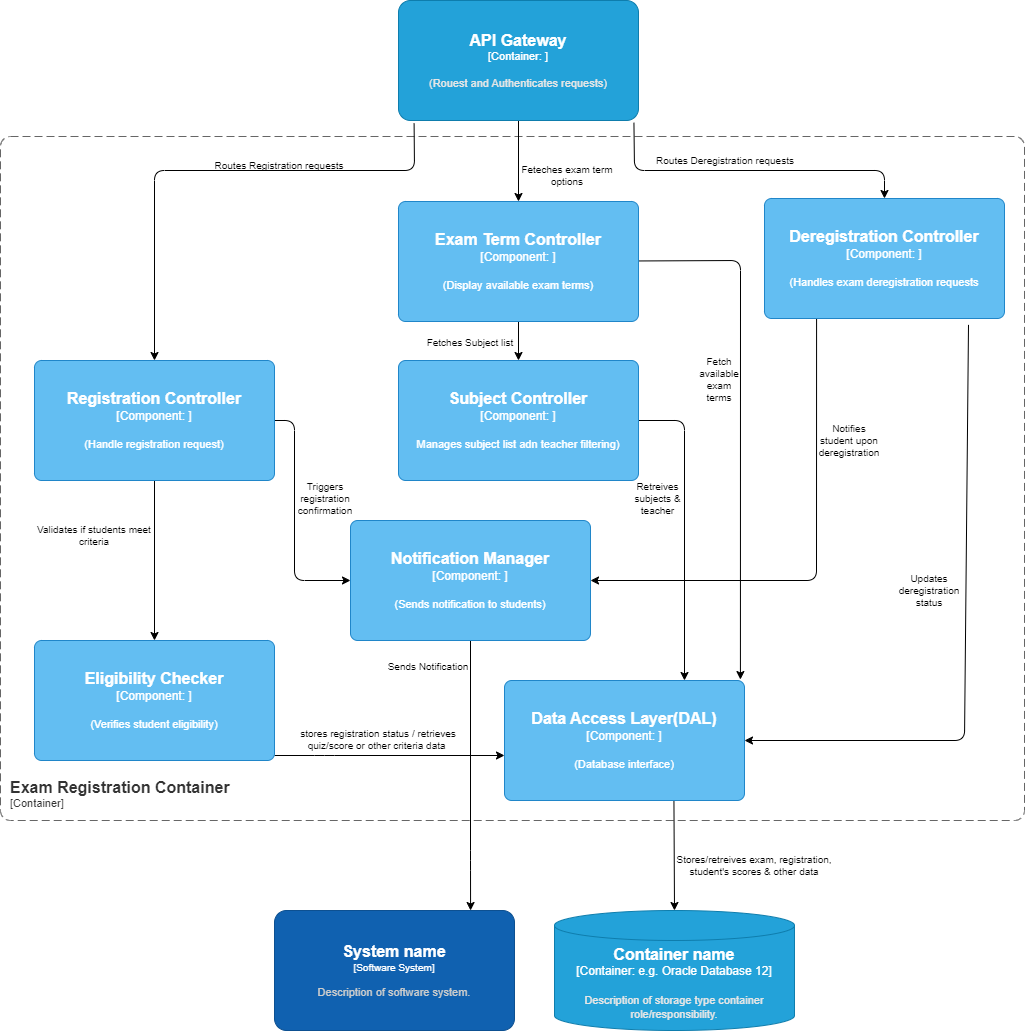 API Gateway
[Container: ]
(Rouest and Authenticates requests)
Routes Registration requests
Feteches exam term
options
Routes Deregistration requests
Exam Term Controller
[Component: ]
(Display available exam terms)
Deregistration Controller
[Component: ]
(Handles exam deregistration requests
Fetches Subject list
Fetch
available
exam
terms
Registration Controller
[Component: ]
(Handle registration request)
Subject Controller
[Component: ]
Manages subject list adn teacher filtering)
Notifies
student upon
deregistration
Triggers
registration
confirmation
Retreives
subjects &
teacher
Validates if students meet
criteria
Notification Manager
[Component: ]
(Sends notification to students)
Updates
deregistration
status
Sends Notification
Eligibility Checker
[Component: ]
(Verifies student eligibility)
Data Access Layer(DAL)
[Component: ]
(Database interface)
stores registration status / retrieves
quiz/score or other criteria data
Exam Registration Container
[Container]
Stores/retreives exam, registration,
student's scores & other data
System name
[Software System]
Description of software system.
Container name
[Container: e.g. Oracle Database 12]
Description of storage type container
role/responsibility.